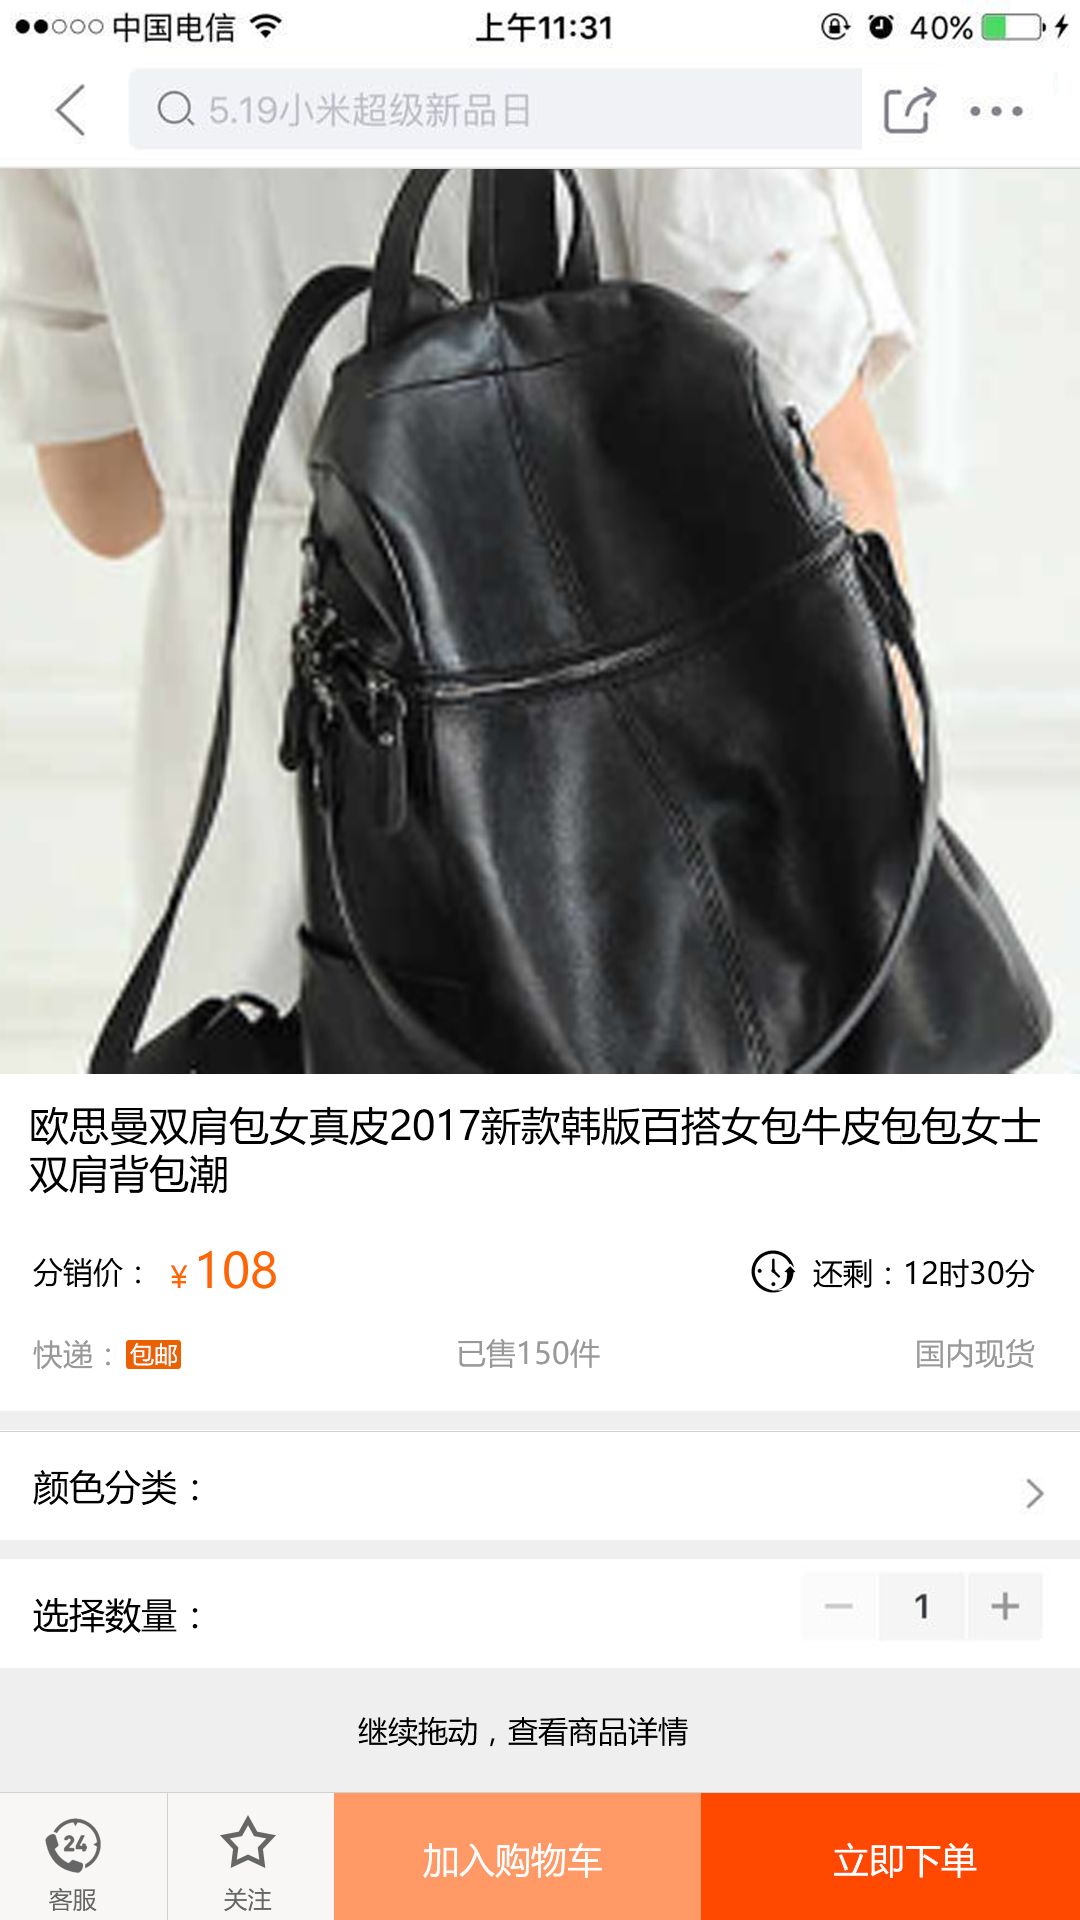 中国电信
上午11:31
40%
5.19小米超级新品日
欧思曼双肩包女真皮2017新款韩版百搭女包牛皮包包女士
双肩背包潮
分销价： ¥108
还剩：12时30分
快递：包邮
已售150件
国内现货
颜色分类：
选择数量：
1
继续拖动，查看商品详情
24
客服
关注
加入购物车
立即下单